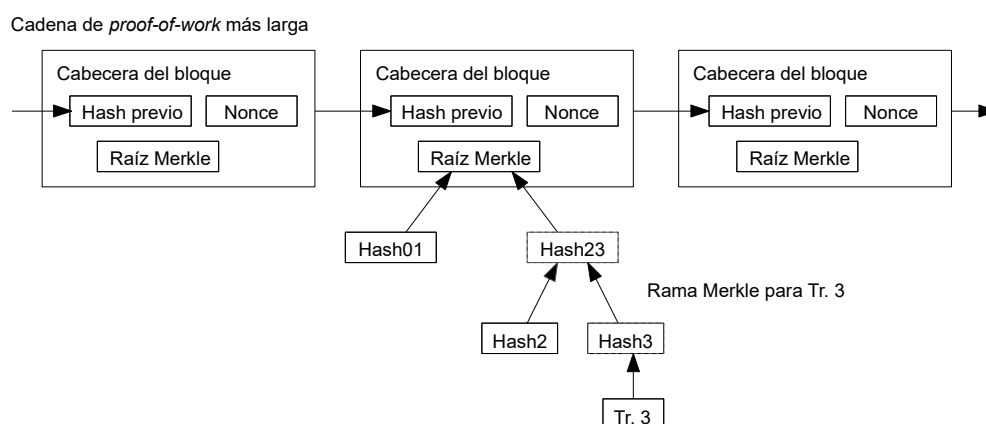 Cadena de proof-of-work más larga
Cabecera del bloque
Hash previo
Nonce
Raíz Merkle
Cabecera del bloque
Hash previo
Nonce
Raíz Merkle
Cabecera del bloque
Hash previo
Nonce
Raíz Merkle
Hash01
Hash23
Rama Merkle para Tr. 3
Hash2
Hash3
Tr. 3